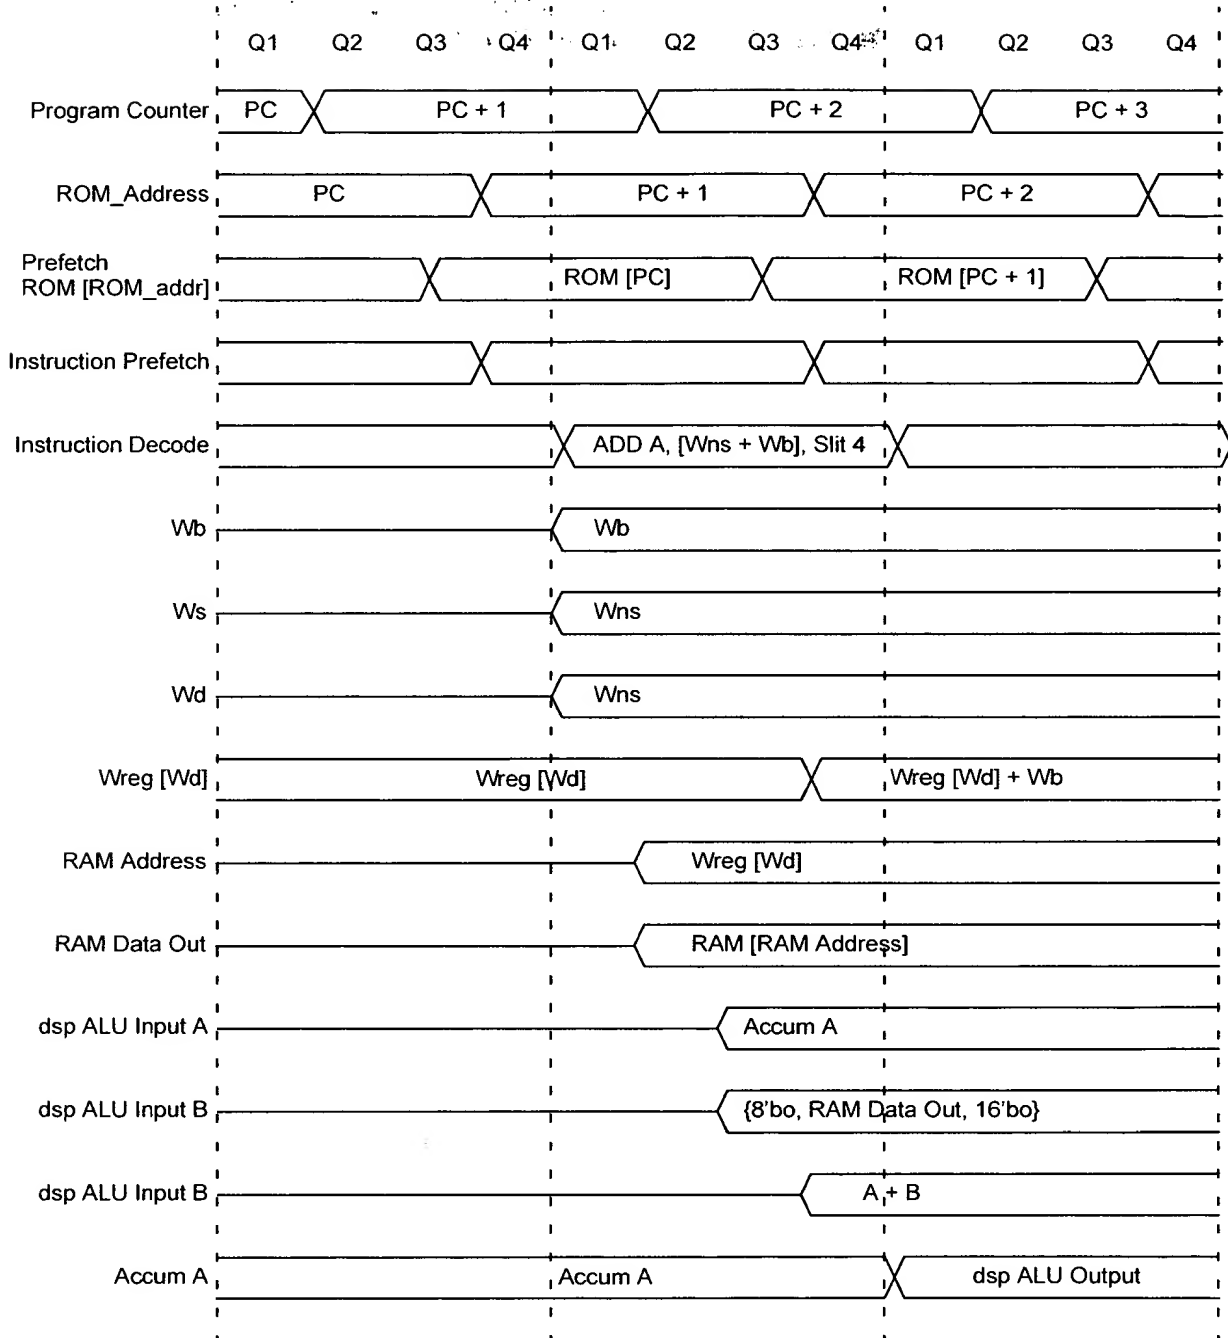 Q1 Q2 Q3 Q4 Q1 Q2 Q3 Q4 Q1 Q2 Q3 Q4
Program Counter PC PC + 1 PC + 2 PC + 3
ROM_Address PC PC + 1 PC + 2
Prefetch
ROM [ROM_addr] ROM [PC] ROM [PC + 1]
Instruction Prefetch
Instruction Decode ADD A, [Wns + Wb], Slit 4
Wb Wb
Ws Wns
Wd Wns
Wreg [Wd] Wreg [Wd] Wreg [Wd] + Wb
RAM Address Wreg [Wd]
RAM Data Out RAM [RAM Address]
dsp ALU Input A Accum A
dsp ALU Input B {8'bo, RAM Data Out, 16'bo}
dsp ALU Input B A + B
Accum A Accum A dsp ALU Output